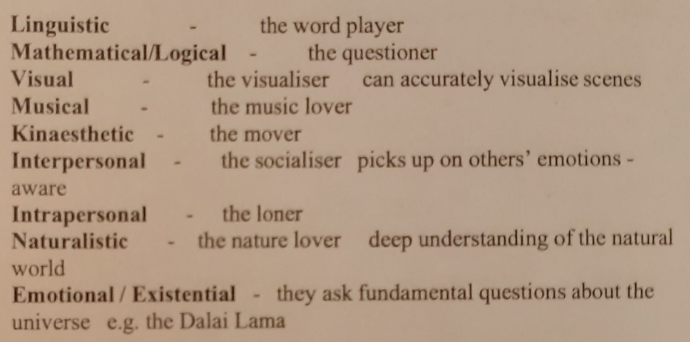 Linguistic - the word player
Mathematical/Logical - the questioner
Visual - the visualiser can accurately visualise scenes
Musical - the music lover
Kinaesthetic - the mover
Interpersonal - the socialiser picks up on others' emotions -
aware
Intrapersonal - the loner
Naturalistic - the nature lover deep understanding of the natural
world
Emotional / Existential - they ask fundamental questions about the
universe e.g. the Dalai Lama